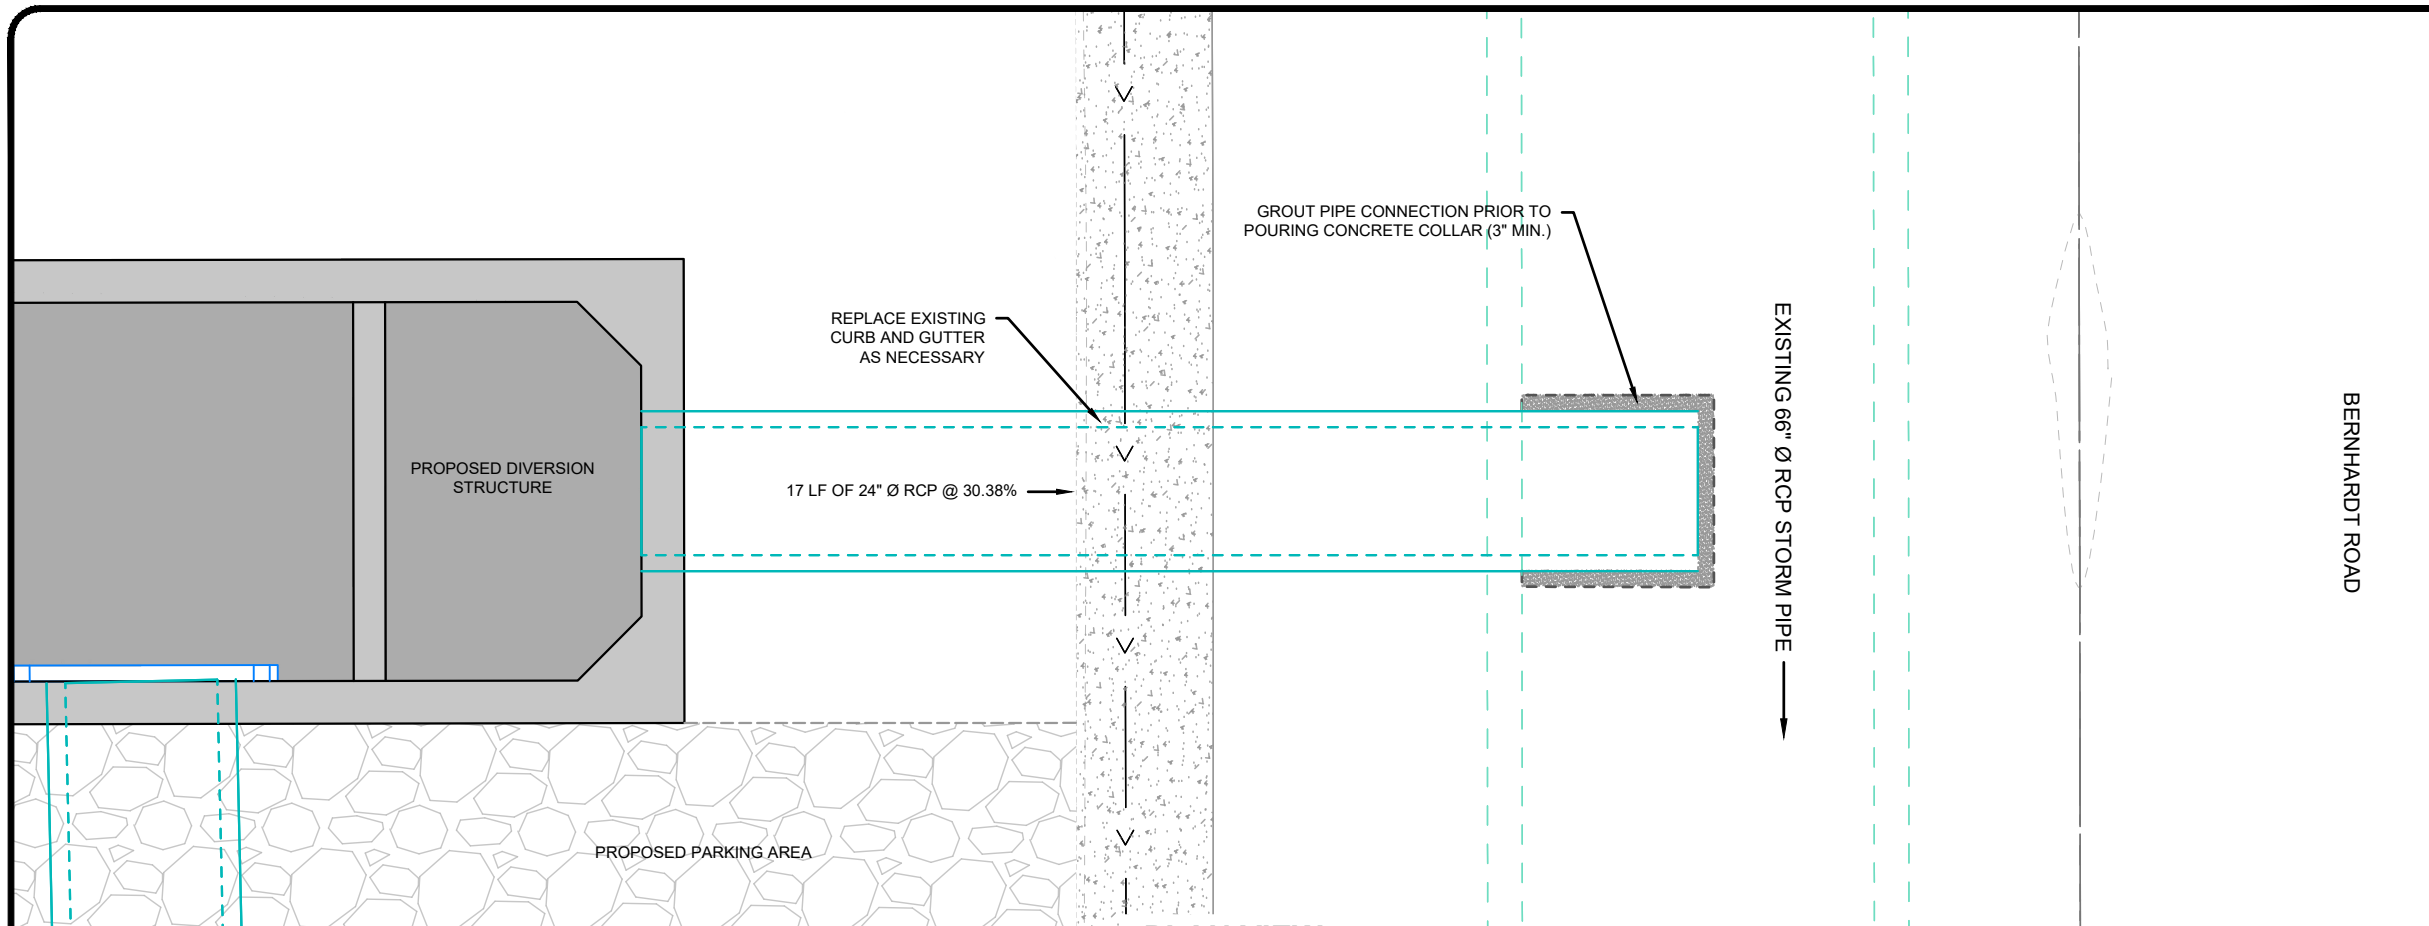 GROUT PIPE CONNECTION PRIOR TO
POURING CONCRETE COLLAR (3" MIN.)
REPLACE EXISTING
CURB AND GUTTER
AS NECESSARY
PROPOSED DIVERSION
STRUCTURE
17 LF OF 24" Ø RCP @ 30.38%
EXISTING 66" Ø RCP STORM PIPE
BERNHARDT ROAD
PROPOSED PARKING AREA